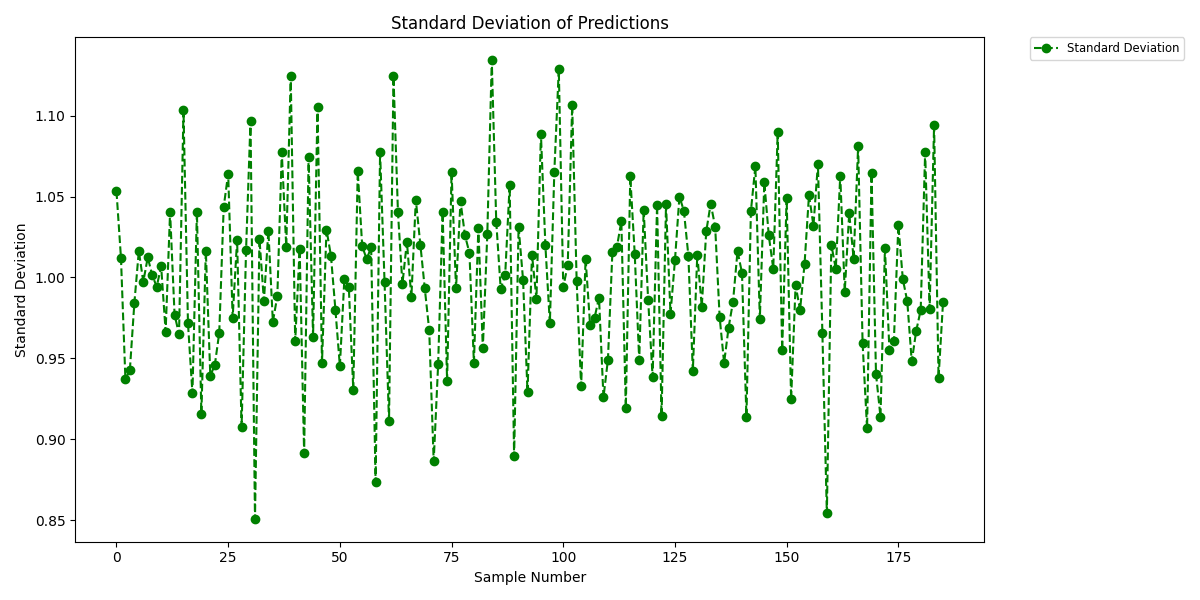 Standard Deviation of Predictions
Standard Deviation
1.10
1.05
1.00
0.95
0.90
0.85
Standard Deviation
0 25 50 75 100 125 150 175
Sample Number